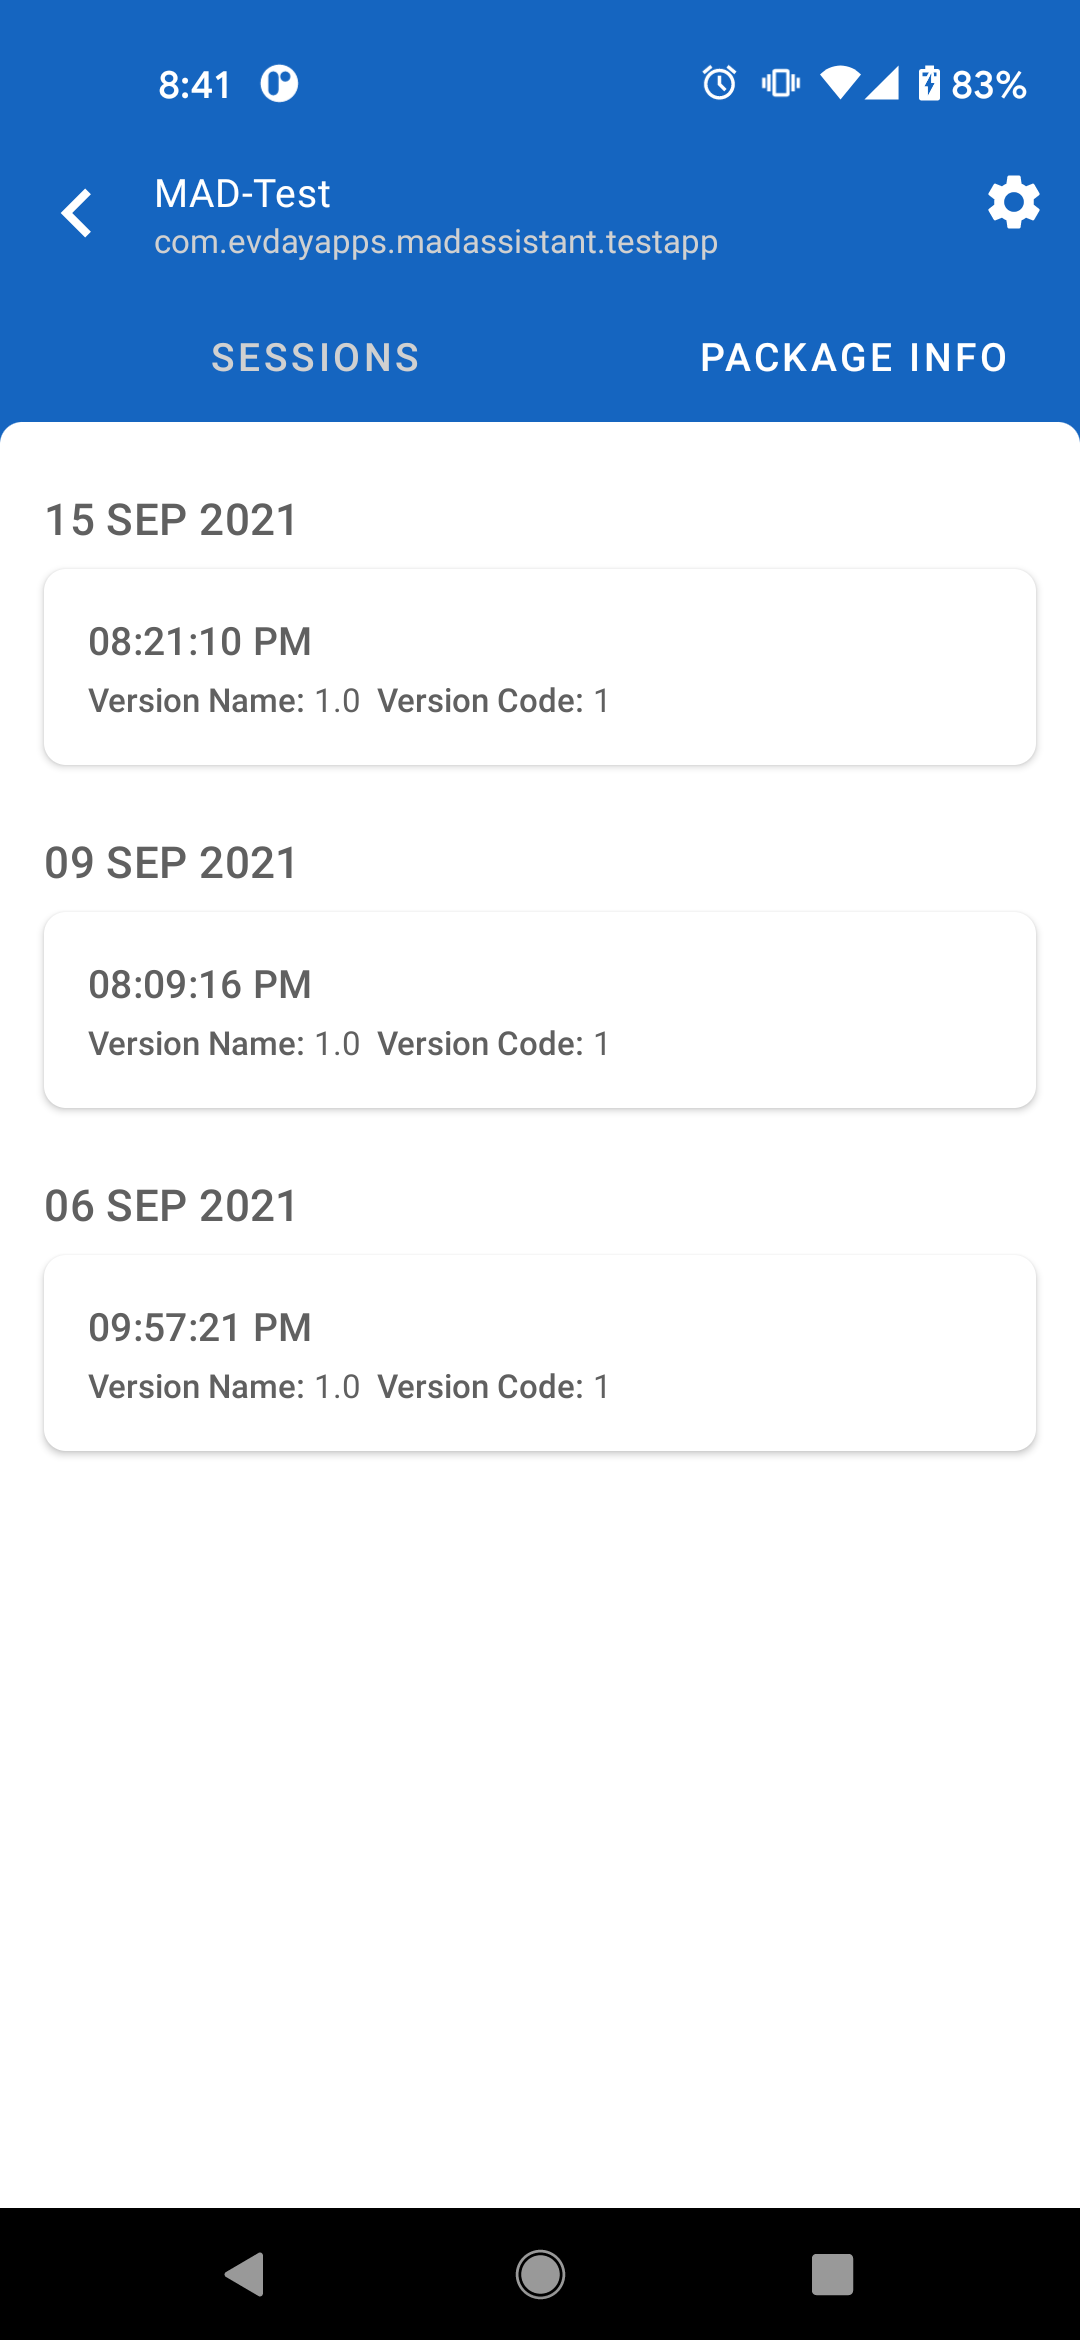 8:41
83%
MAD-Test
com.evdayapps.madassistant.testapp
SESSIONS PACKAGE INFO
15 SEP 2021
08:21:10 PM
Version Name: 1.0 Version Code: 1
09 SEP 2021
08:09:16 PM
Version Name: 1.0 Version Code: 1
06 SEP 2021
09:57:21 PM
Version Name: 1.0 Version Code: 1